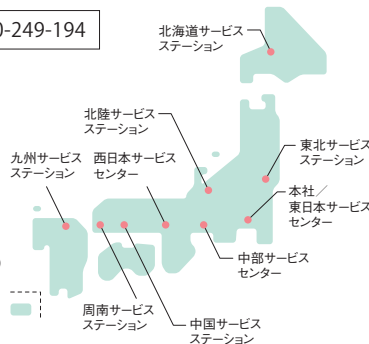 0-249-194
北海道サービス
ステーション
北陸サービス
ステーション
九州サービス
ステーション
西日本サービス
センター
東北サービス
ステーション
本社／
東日本サービス
センター
中部サービス
センター
周南サービス
ステーション
中国サービス
ステーション